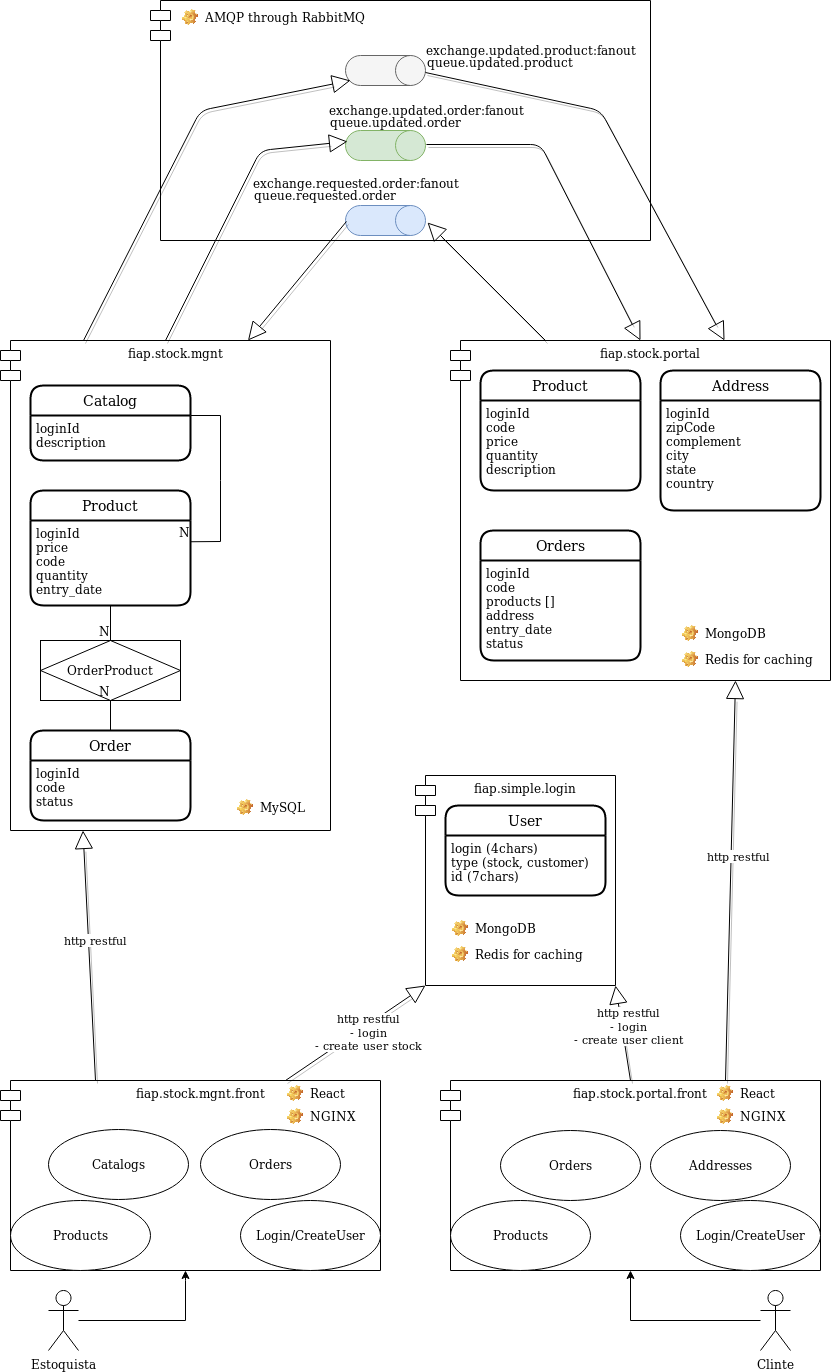 AMQP through RabbitMQ
exchange.updated.product:fanout
queue.updated.product
exchange.updated.order:fanout
queue.updated.order
exchange.requested.order:fanout
queue.requested.order
fiap.stock.mgnt
Catalog
loginId
description
Product
loginId
price
code
quantity
entry_date
N
N
OrderProduct
N
Order
loginId
code
status
MySQL
fiap.stock.portal
Product
loginId
code
price
quantity
description
Address
loginId
zipCode
complement
city
state
country
Orders
loginId
code
products []
address
entry_date
status
MongoDB
Redis for caching
fiap.simple.login
User
login (4chars)
type (stock, customer)
id (7chars)
MongoDB
Redis for caching
http restful
http restful
http restful
- login
- create user stock
http restful
- login
- create user client
fiap.stock.mgnt.front
React
NGINX
Catalogs
Orders
Products
Login/CreateUser
fiap.stock.portal.front
React
NGINX
Orders
Addresses
Products
Login/CreateUser
Estoquista
Clinte